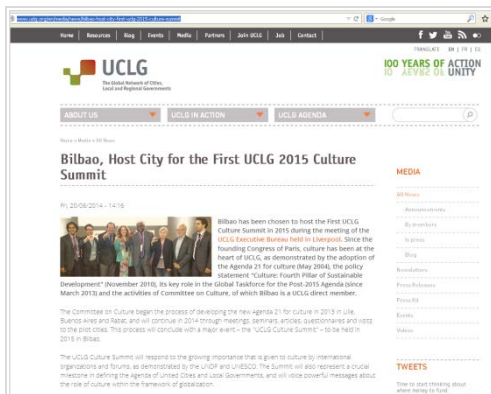 www.uclg.org/en/media/news/bilbao-host-city-first-uclg-2015-culture-summit
Google
Home | Resources | Blog | Events | Media | Partners | Join UCLG | Job | Contact |
TRANSLATE EN | FR | ES
UCLG
The Global Network of Cities,
Local and Regional Governments
100 YEARS OF ACTION
10 YEARS OF UNITY
ABOUT US
UCLG IN ACTION
UCLG AGENDA
Home » Media » All News
Bilbao, Host City for the First UCLG 2015 Culture
Summit
20/06/2014 - 14:16
Bilbao has been chosen to host the First UCLG
Culture Summit in 2015 during the meeting of the
UCLG Executive Bureau held in Liverpool. Since the
founding Congress of Paris, culture has been at the
heart of UCLG, as demonstrated by the adoption of
the Agenda 21 for culture (May 2004), the policy
statement "Culture: Fourth Pillar of Sustainable
Development" (November 2010), its key role in the Global Taskforce for the Post-2015 Agenda (since
March 2013) and the activities of Committee on Culture, of which Bilbao is a UCLG direct member.
The Committee on Culture began the process of developing the new Agenda 21 for culture in 2013 in Lille,
Buenos Aires and Rabat, and will continue in 2014 through meetings, seminars, articles, questionnaires and visits
to the pilot cities. This process will conclude with a major event – the "UCLG Culture Summit" – to be held in
2015 in Bilbao.
The UCLG Culture Summit will respond to the growing importance that is given to culture by international
organizations and forums, as demonstrated by the UNDP and UNESCO. The Summit will also represent a crucial
milestone in defining the Agenda of United Cities and Local Governments, and will voice powerful messages about
the role of culture within the framework of globalization.
MEDIA
All News
Announcements
By members
In press
Blog
Newsletters
Press Releases
Press Kit
Events
Videos
TWEETS
Time to start thinking about
where money to fund